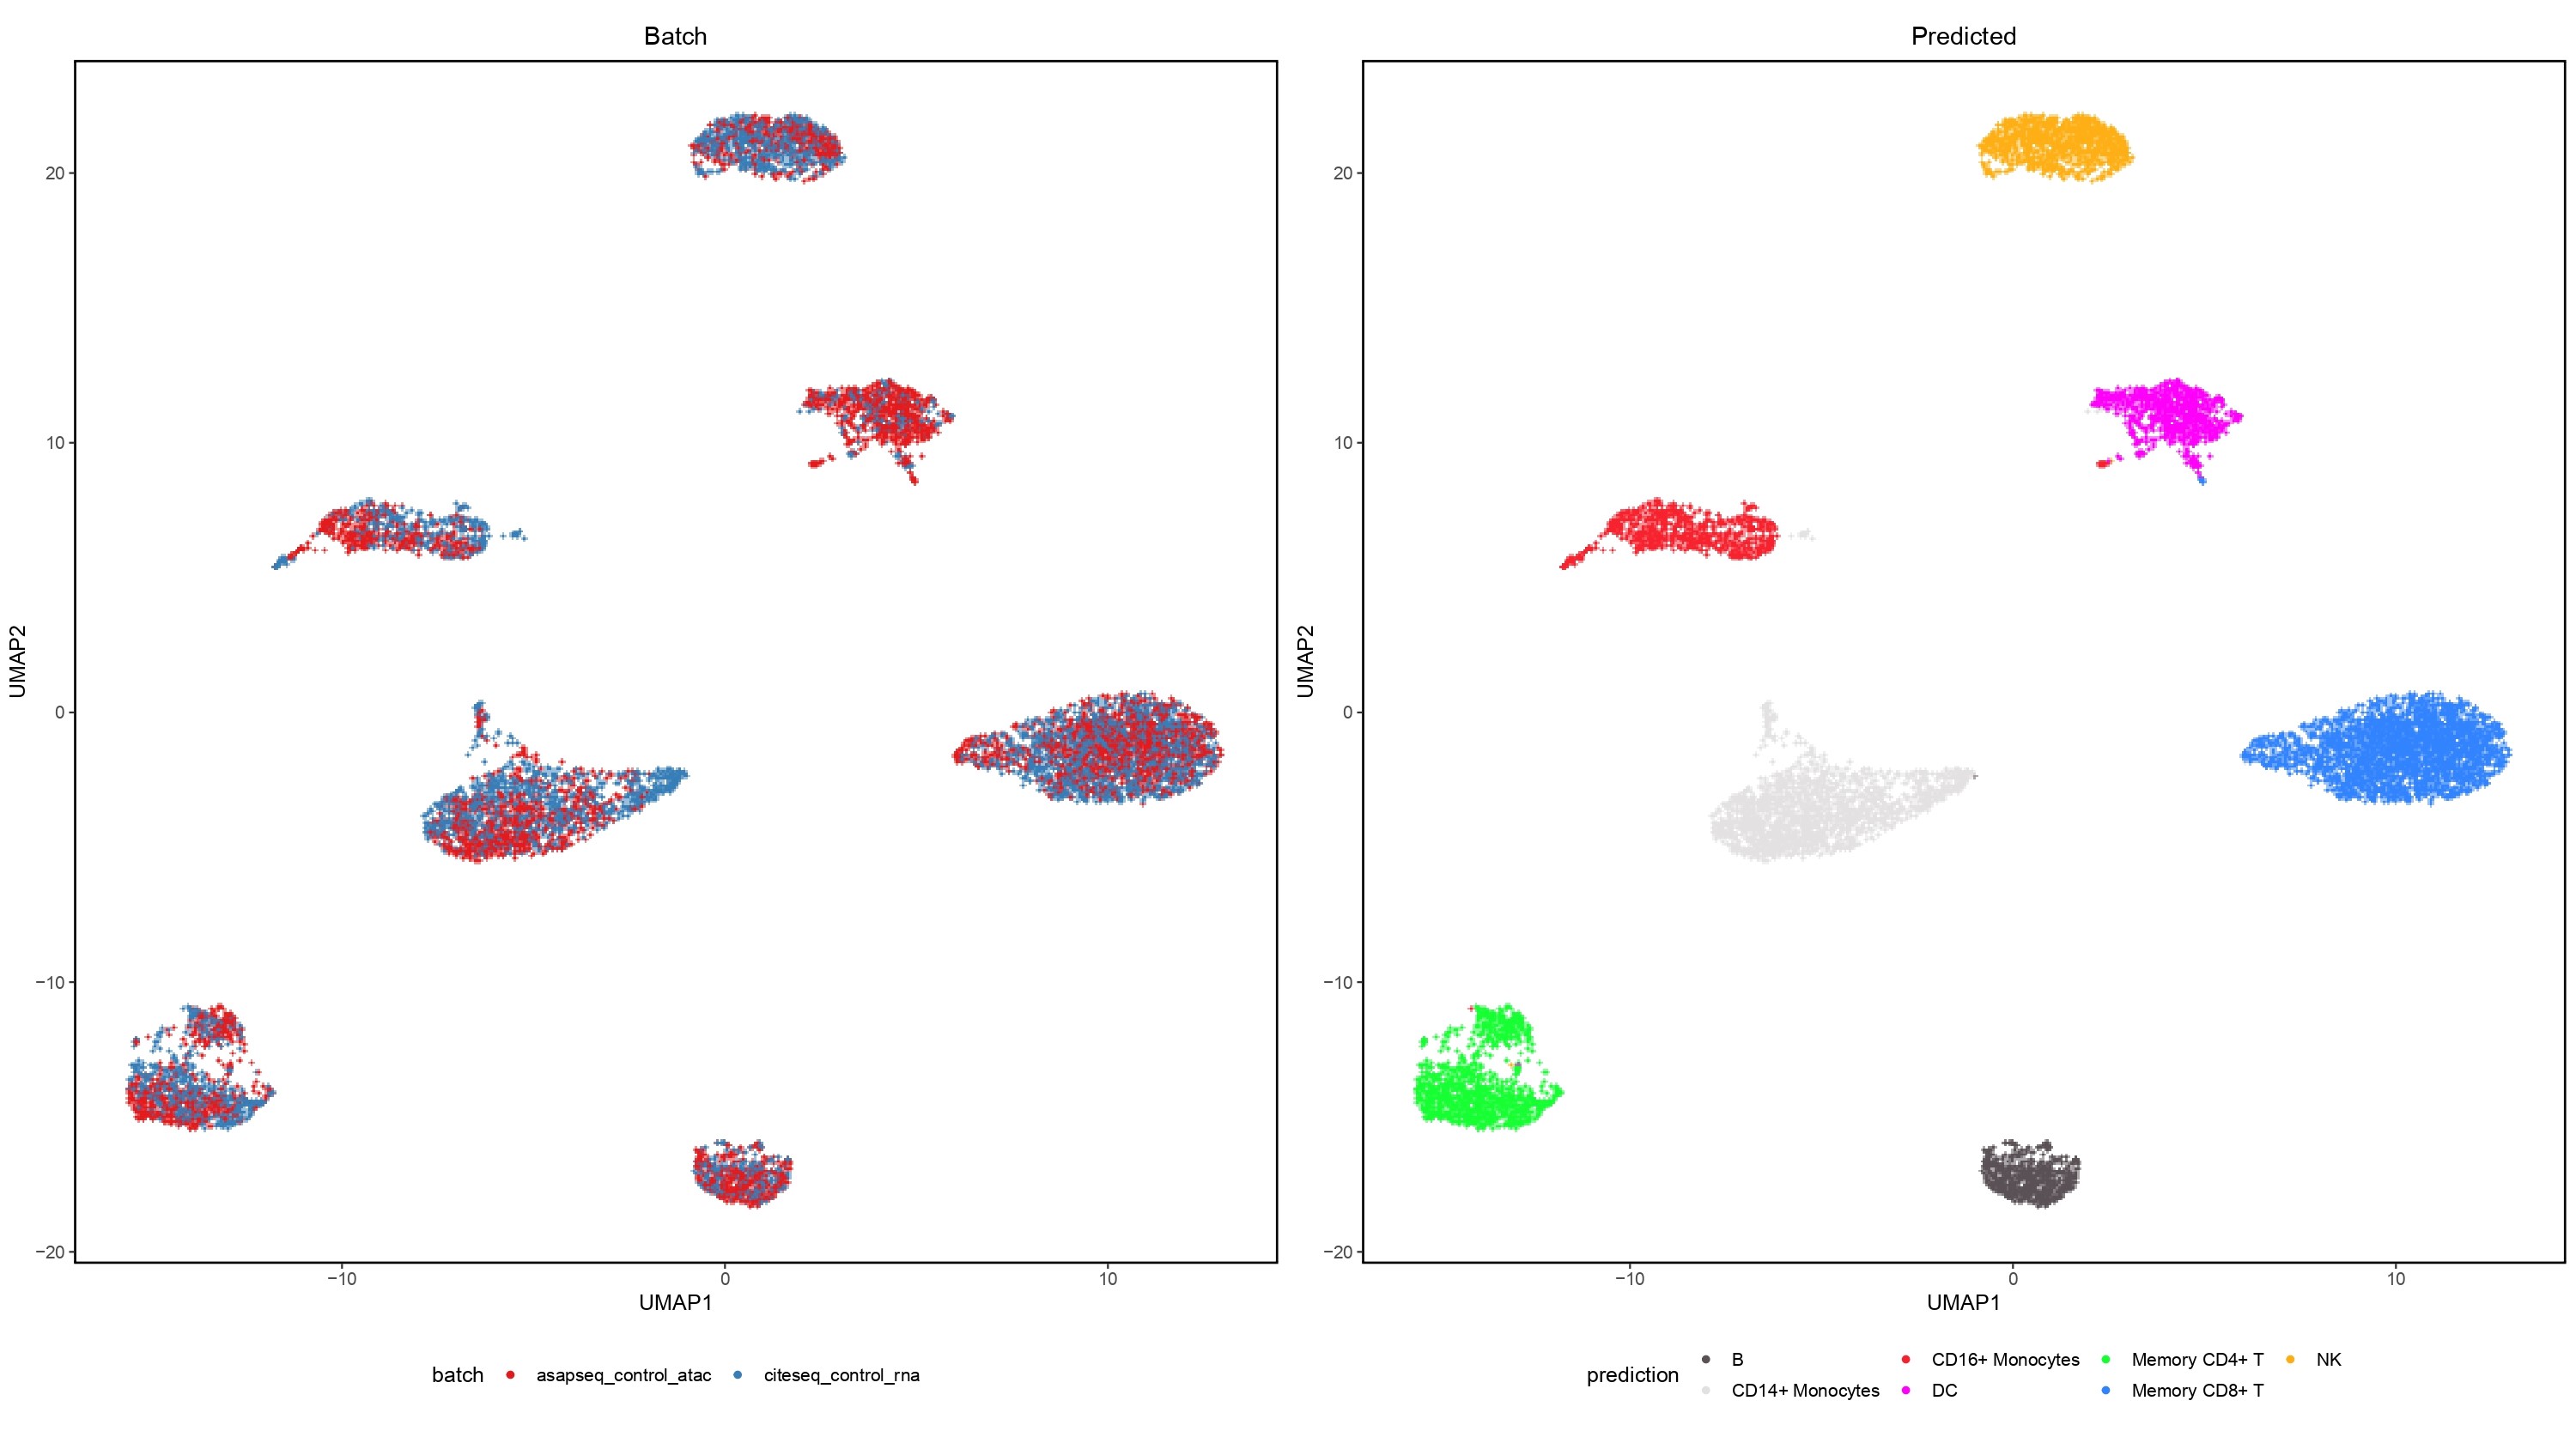 Batch
Predicted
UMAP2
20
10
0
−10
−20
−10
0
10
UMAP1
UMAP2
20
10
0
−10
−20
−10
0
10
UMAP1
batch asapseq_control_atac citeseq_control_rna
prediction
B CD16+ Monocytes Memory CD4+ T NK
CD14+ Monocytes DC Memory CD8+ T